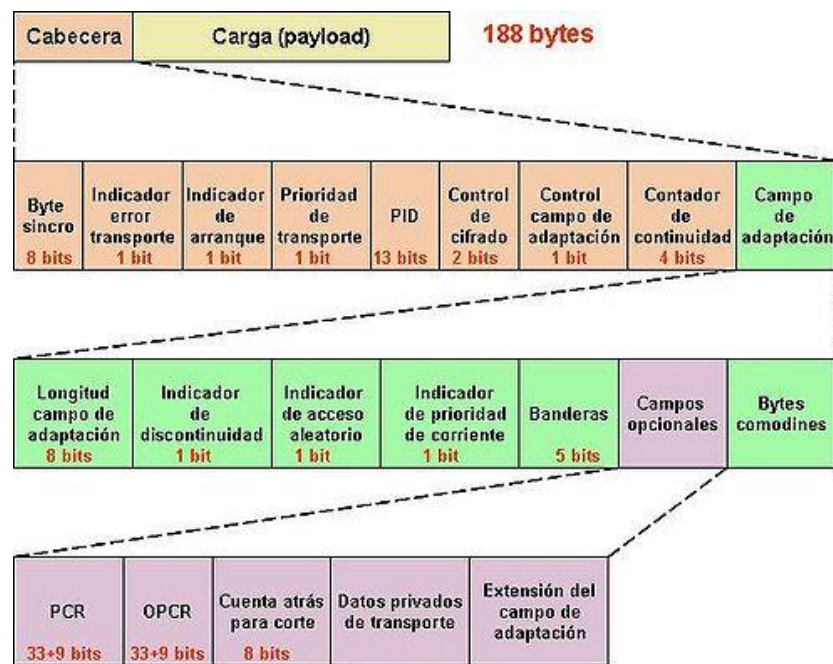 Cabecera
Carga (payload)
188 bytes
Byte
sincro
8 bits
Indicador
error
transporte
1 bit
Indicador
de
arranque
1 bit
Prioridad
de
transporte
1 bit
PID
13 bits
Control
de
cifrado
2 bits
Control
campo de
adaptación
1 bit
Contador
de
continuidad
4 bits
Campo
de
adaptación
Longitud
campo de
adaptación
8 bits
Indicador
de
discontinuidad
1 bit
Indicador
de acceso
aleatorio
1 bit
Indicador
de prioridad
de corriente
1 bit
Banderas
5 bits
Campos
opcionales
Bytes
comodines
PCR
33+9 bits
OPCR
33+9 bits
Cuenta atrás
para corte
8 bits
Datos privados
de transporte
Extensión del
campo de
adaptación